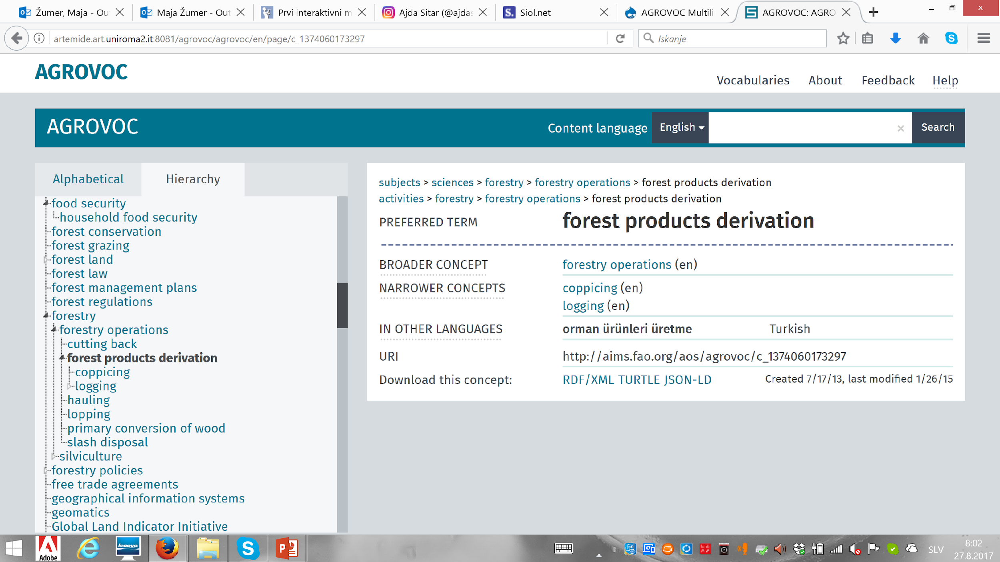 Žumer, Maja - Ou
Maja Žumer - Out
Prvi interaktivni m
Ajda Sitar (@ajdas
S. Siol.net
AGROVOC Multili
AGROVOC: AGRO
artemide.art.uniroma2.it:8081/agrovoc/agrovoc/en/page/c_1374060173297
Iskanje
AGROVOC
Vocabularies About Feedback Help
AGROVOC
Content language English Search
Alphabetical Hierarchy
food security
household food security
forest conservation
forest grazing
forest land
forest law
forest management plans
forest regulations
forestry
forestry operations
cutting back
forest products derivation
coppicing
logging
hauling
lopping
primary conversion of wood
slash disposal
silviculture
forestry policies
free trade agreements
geographical information systems
geomatics
Global Land Indicator Initiative
subjects > sciences > forestry > forestry operations > forest products derivation
activities > forestry > forestry operations > forest products derivation
PREFERRED TERM forest products derivation
BROADER CONCEPT forestry operations (en)
NARROWER CONCEPTS coppicing (en)
logging (en)
IN OTHER LANGUAGES orman ürünleri üretme Turkish
URI http://aims.fao.org/aos/agrovoc/c_1374060173297
Download this concept: RDF/XML TURTLE JSON-LD Created 7/17/13, last modified 1/26/15
Adobe
lenovo
SLV
8:02
27.8.2017